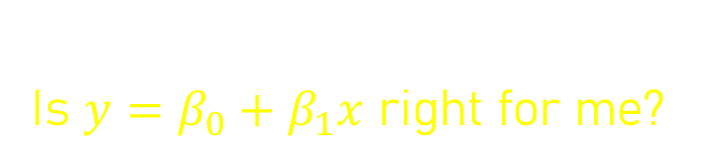 Is y = β₀ + β₁x right for me?